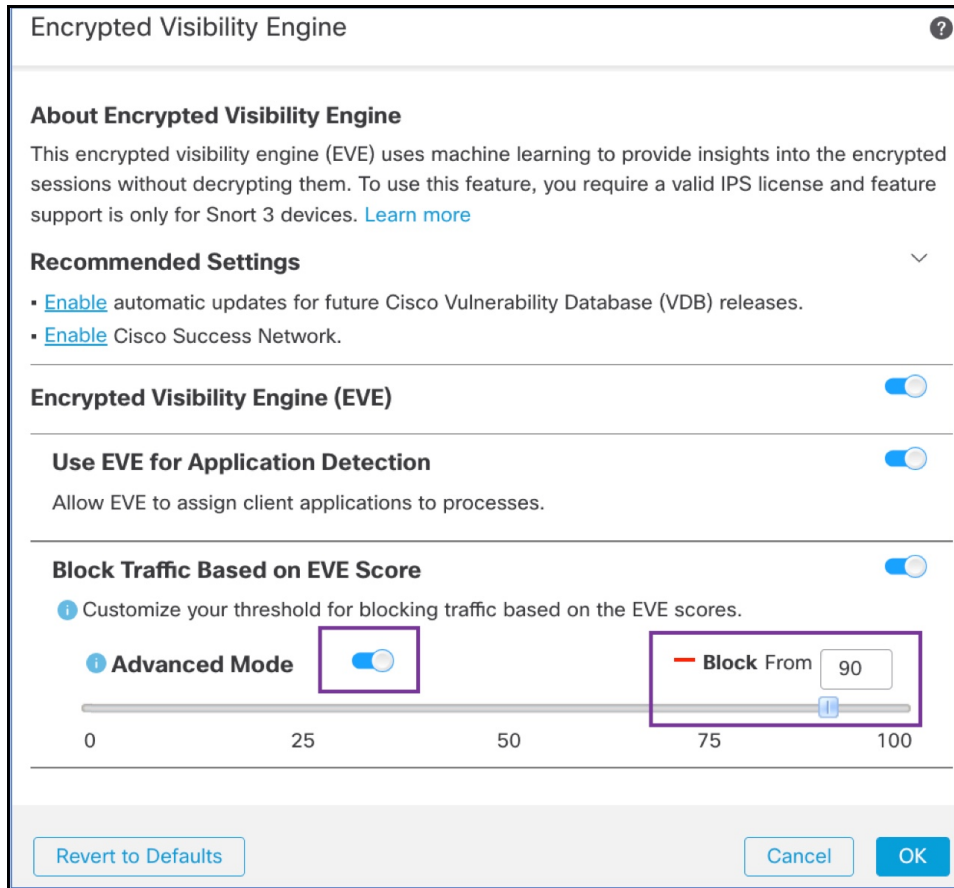 Encrypted Visibility Engine
?
About Encrypted Visibility Engine
This encrypted visibility engine (EVE) uses machine learning to provide insights into the encrypted
sessions without decrypting them. To use this feature, you require a valid IPS license and feature
support is only for Snort 3 devices. Learn more
Recommended Settings
▪ Enable automatic updates for future Cisco Vulnerability Database (VDB) releases.
▪ Enable Cisco Success Network.
Encrypted Visibility Engine (EVE)
Use EVE for Application Detection
Allow EVE to assign client applications to processes.
Block Traffic Based on EVE Score
i Customize your threshold for blocking traffic based on the EVE scores.
i Advanced Mode Block From 90
0 25 50 75 100
Revert to Defaults Cancel OK